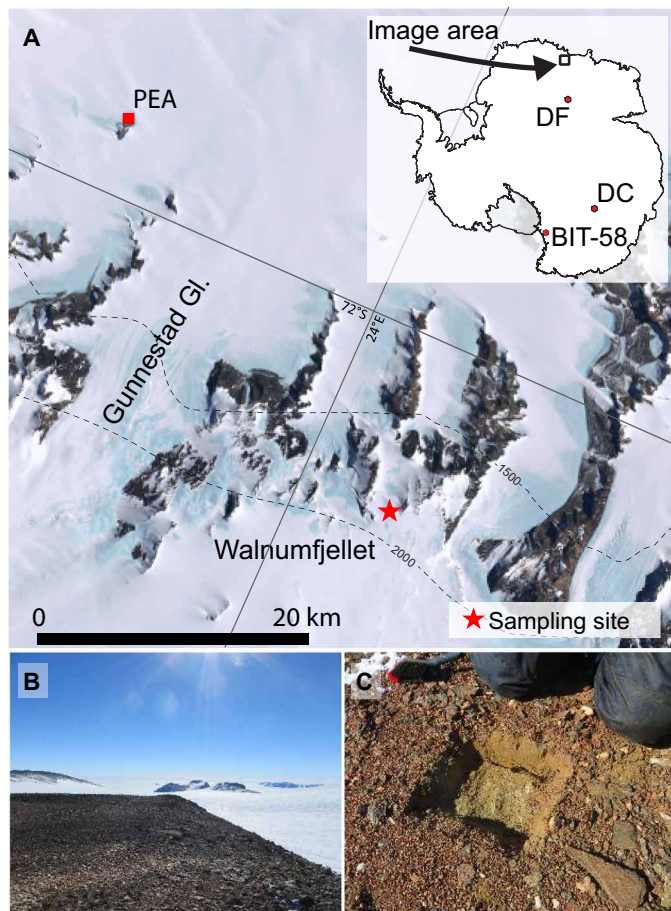 A
Image area
PEA
DF
DC
BIT-58
72°S
24°E
Gunnestad Gl.
1500
Walnumfjellet
2000
0
20 km
Sampling site
B
C